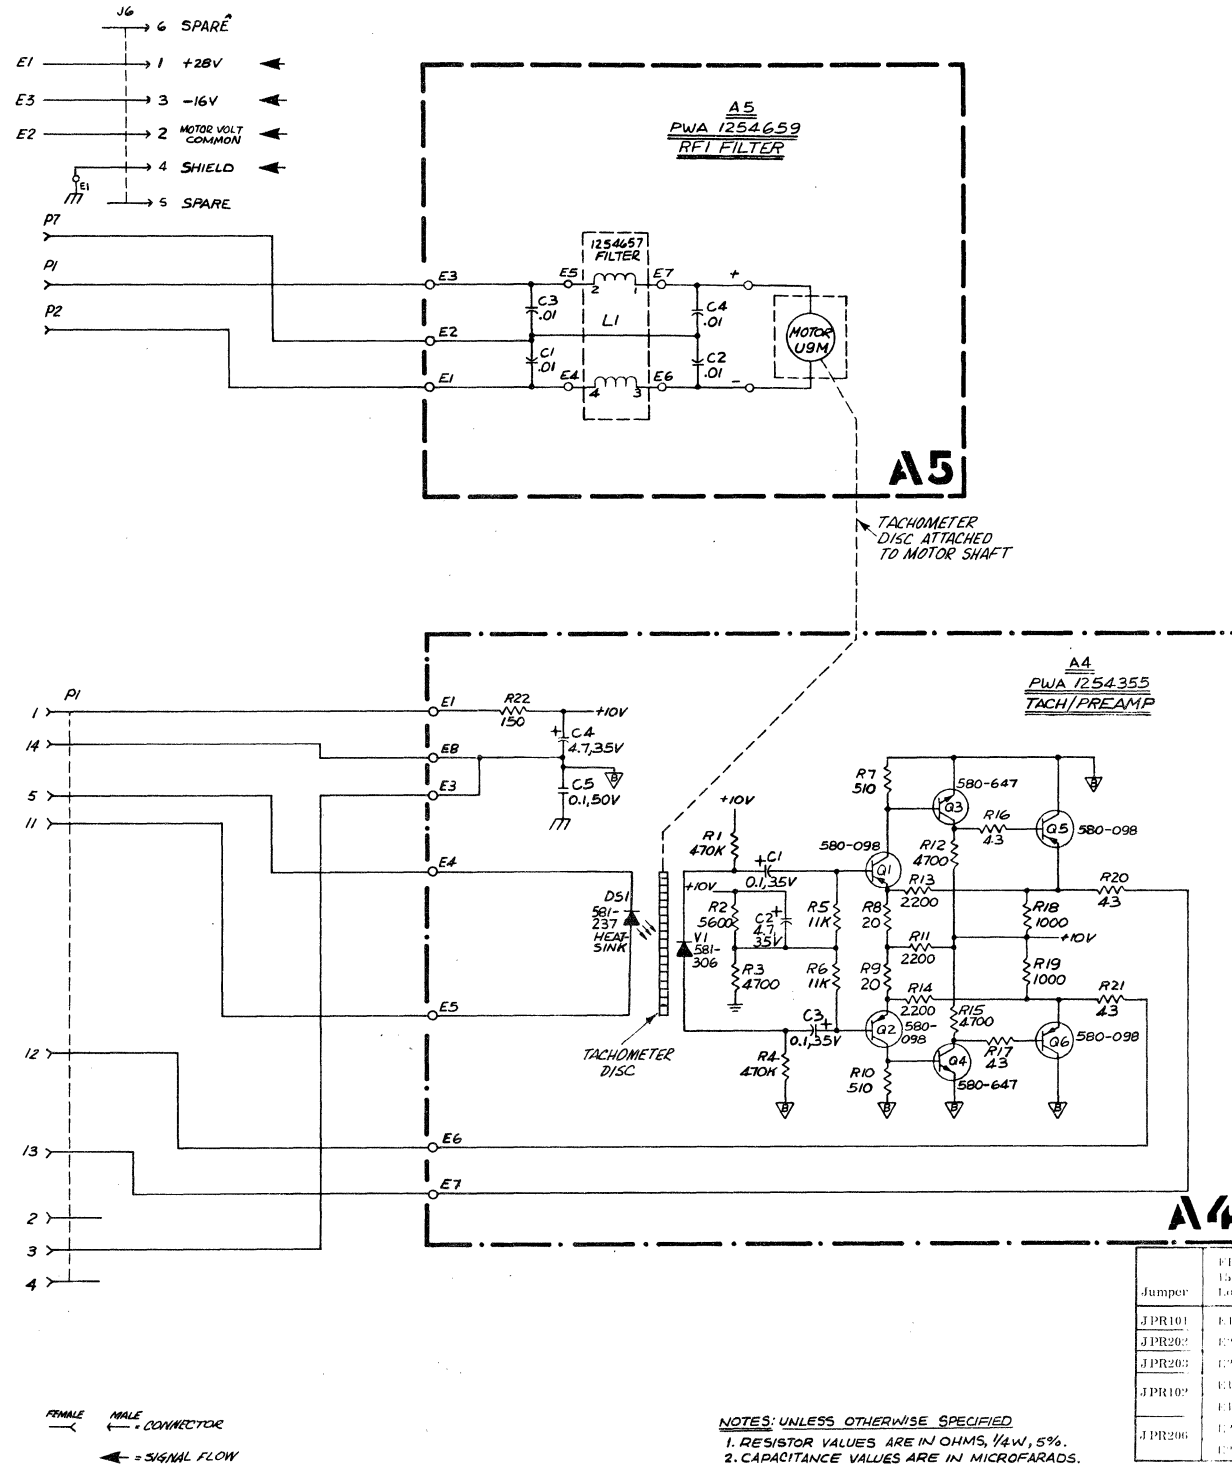 J6
6 SPARE
E1 1 +28V
E3 3 -16V
E2 2 MOTOR VOLT
COMMON
4 SHIELD
E1
5 SPARE
P7
P1
P2
A5
PWA 1254659
RFI FILTER
1254657
FILTER
E3 E5 E7 +
2 1
C3
.01
C4
.01
L1
MOTOR
U9M
E2
C1
.01
C2
.01
E1 E4 E6 -
4 3
A5
TACHOMETER
DISC ATTACHED
TO MOTOR SHAFT
A4
PWA 1254355
TACH/PREAMP
P1
1
14
5
11
12
13
2
3
4
E1
R22
150
+10V
E8
+ C4
4.7,35V
B
E3
C5
0.1,50V
E4
DS1
581-
237
HEAT
SINK
E5
TACHOMETER
DISC
E6
E7
+10V
R1
470K
+C1
0.1,35V
+10V
R2
5600
C2 +
4.7
35V
V1
581-
306
R3
4700
R4
470K
B
C3 +
0.1,35V
R5
11K
R6
11K
R7
510
580-098
Q1
R8
20
R9
20
Q2
580-
098
R10
510
B
580-647
Q3
R12
4700
R13
2200
R11
2200
R14
2200
R15
4700
Q4
580-647
B
R16
43
Q5
580-098
B
R18
1000
+10V
R19
1000
R20
43
R21
43
R17
43
Q6
580-098
B
A4
Jumper
JPR101
JPR202
JPR203
JPR102
JPR206
FEMALE MALE
= CONNECTOR
= SIGNAL FLOW
NOTES: UNLESS OTHERWISE SPECIFIED
1. RESISTOR VALUES ARE IN OHMS, 1/4W, 5%.
2. CAPACITANCE VALUES ARE IN MICROFARADS.